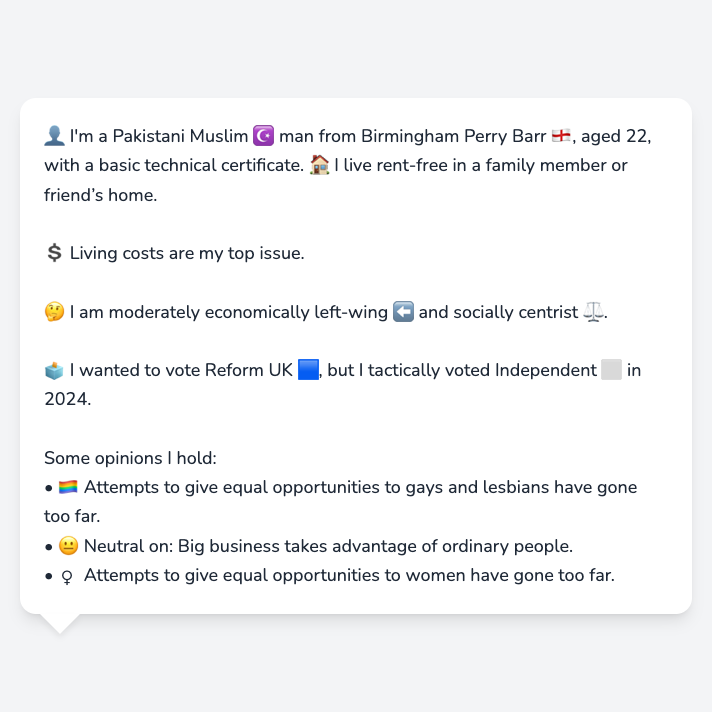 👤 I'm a Pakistani Muslim ☪️ man from Birmingham Perry Barr 🏴󠁧󠁢󠁥󠁮󠁧󠁿, aged 22,
with a basic technical certificate. 🏠 I live rent-free in a family member or
friend’s home.
💲 Living costs are my top issue.
🤔 I am moderately economically left-wing ⬅️ and socially centrist ⚖️.
🗳️ I wanted to vote Reform UK 🟦, but I tactically voted Independent ⬜ in
2024.
Some opinions I hold:
• 🏳️‍🌈 Attempts to give equal opportunities to gays and lesbians have gone
too far.
• 😐 Neutral on: Big business takes advantage of ordinary people.
• ♀ Attempts to give equal opportunities to women have gone too far.